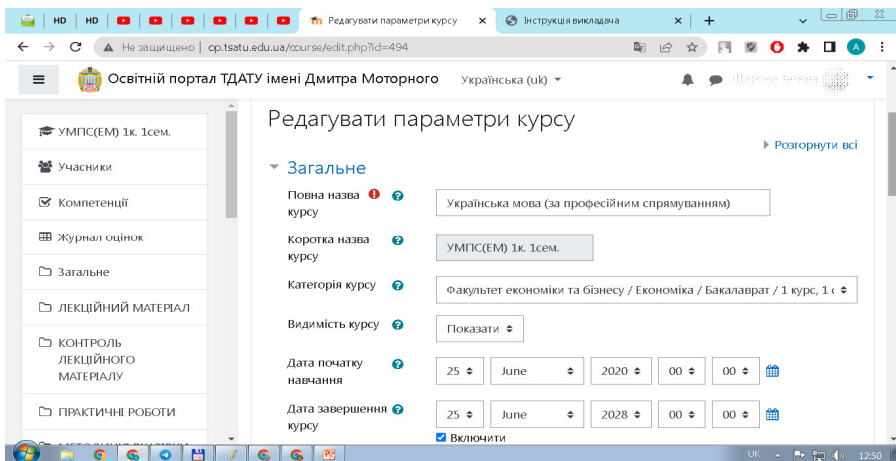 HD
HD
Редагувати параметри курсу
Інструкція викладача
Не защищено
op.tsatu.edu.ua/course/edit.php?id=494
A
Освітній портал ТДАТУ імені Дмитра Моторного
Українська (uk)
УМПС(ЕМ) 1к. 1сем.
Учасники
Компетенції
Журнал оцінок
Загальне
ЛЕКЦІЙНИЙ МАТЕРІАЛ
КОНТРОЛЬ
ЛЕКЦІЙНОГО
МАТЕРІАЛУ
ПРАКТИЧНІ РОБОТИ
Редагувати параметри курсу
Розгорнути всі
Загальне
Повна назва
курсу
Українська мова (за професійним спрямуванням)
Коротка назва
курсу
УМПС(ЕМ) 1к. 1сем.
Категорія курсу
Факультет економіки та бізнесу / Економіка / Бакалаврат / 1 курс, 1 с
Видимість курсу
Показати
Дата початку
навчання
25 June 2020 00 00
Дата завершення
курсу
25 June 2028 00 00
Включити
UK
12:50